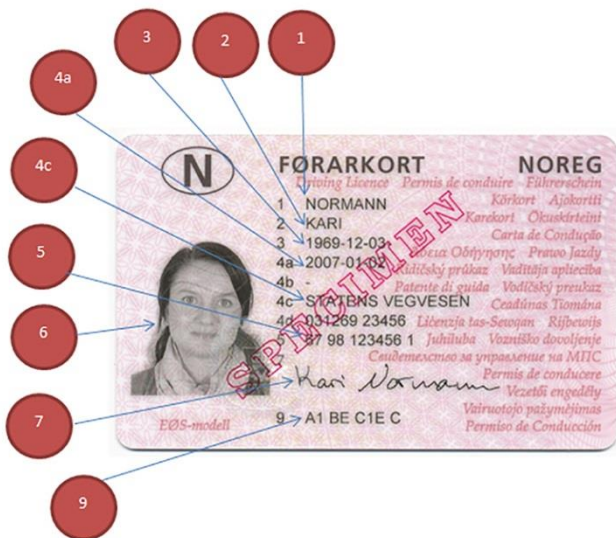 3
2
1
4a
4c
5
6
7
9
N FØRARKORT NOREG
Driving Licence Permis de conduire Führerschein
1 NORMANN Körkort Ajokortti
2 KARI Kørekort Ökuskírteini
3 1969-12-03 Carta de Condução
4a 2007-01-02 Οδήγησης Prawo Jazdy
4b - Řidičský průkaz Vadītāja apliecība
Patente di guida Vodičský preukaz
4c STATENS VEGVESEN Ceadúnas Tiomána
4d 031269 23456 Liċenzja tas-Sewqan Rijbewijs
5 87 98 123456 1 Juhiluba Vozniško dovoljenje
Свидетелство за управление на МПС
7 Kari Normann Permis de conducere
Vezetői engedély
EØS-modell Vairuotojo pažymėjimas
9 A1 BE C1E C Permiso de Conducción
SPECIMEN